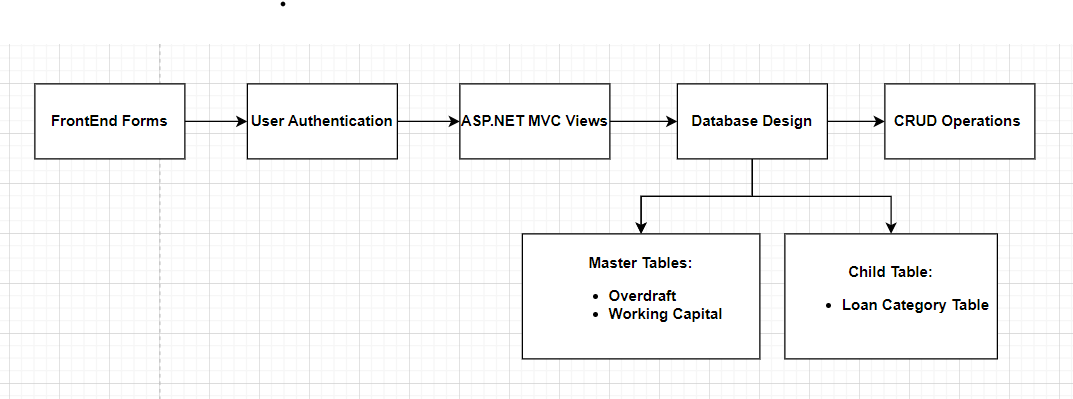 FrontEnd Forms
User Authentication
ASP.NET MVC Views
Database Design
CRUD Operations
Master Tables:
• Overdraft
• Working Capital
Child Table:
• Loan Category Table